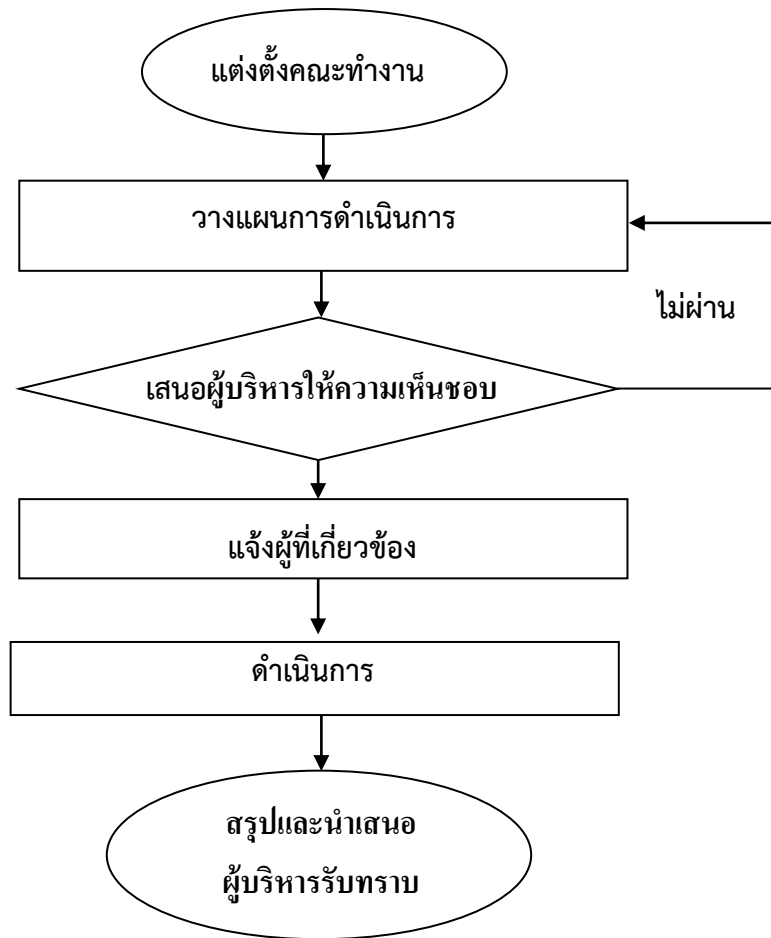 แต่งตั้งคณะทำงาน
วางแผนการดำเนินการ
ไม่ผ่าน
เสนอผู้บริหารให้ความเห็นชอบ
แจ้งผู้ที่เกี่ยวข้อง
ดำเนินการ
สรุปและนำเสนอ
ผู้บริหารรับทราบ